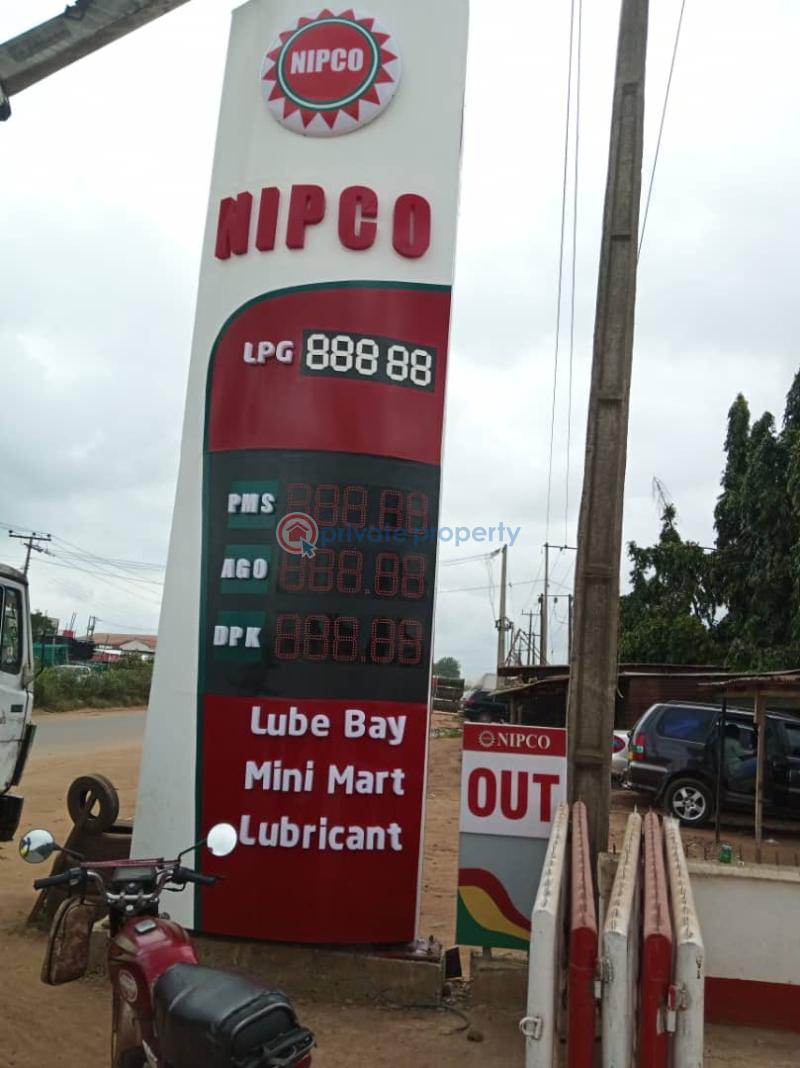 NIPCO
NIPCO
LPG 888 88
PMS 888 88
private property
AGO 888.88
DPK 888.88
Lube Bay
Mini Mart
Lubricant
NIPCO
OUT